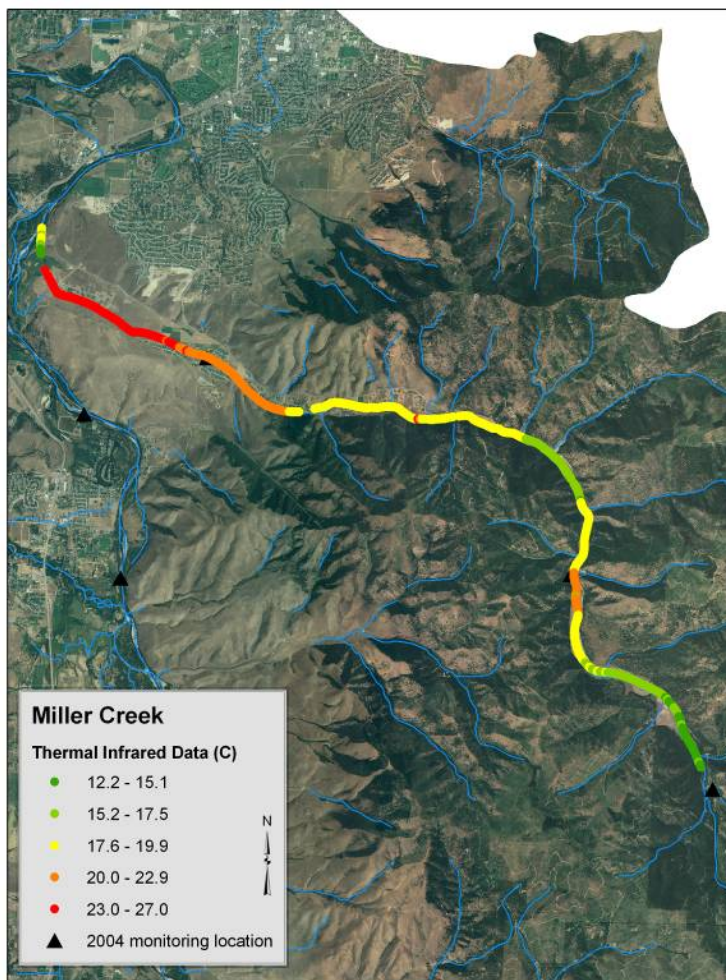 N
Miller Creek
Thermal Infrared Data (C)
12.2 - 15.1
15.2 - 17.5
17.6 - 19.9
20.0 - 22.9
23.0 - 27.0
2004 monitoring location